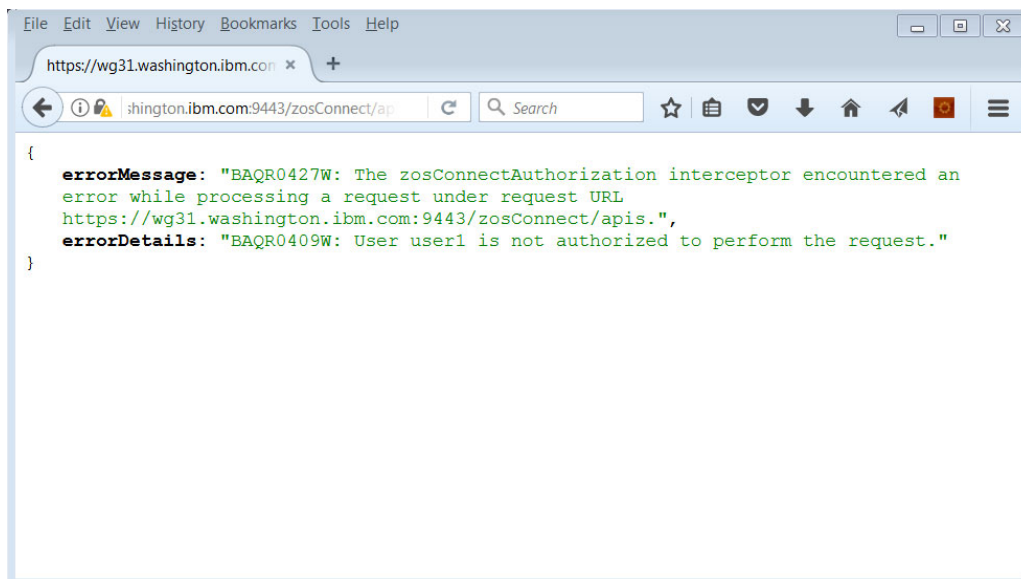 File Edit View History Bookmarks Tools Help
https://wg31.washington.ibm.con
shington.ibm.com:9443/zosConnect/ap
Search
{
errorMessage: "BAQR0427W: The zosConnectAuthorization interceptor encountered an
error while processing a request under request URL
https://wg31.washington.ibm.com:9443/zosConnect/apis.",
errorDetails: "BAQR0409W: User user1 is not authorized to perform the request."
}